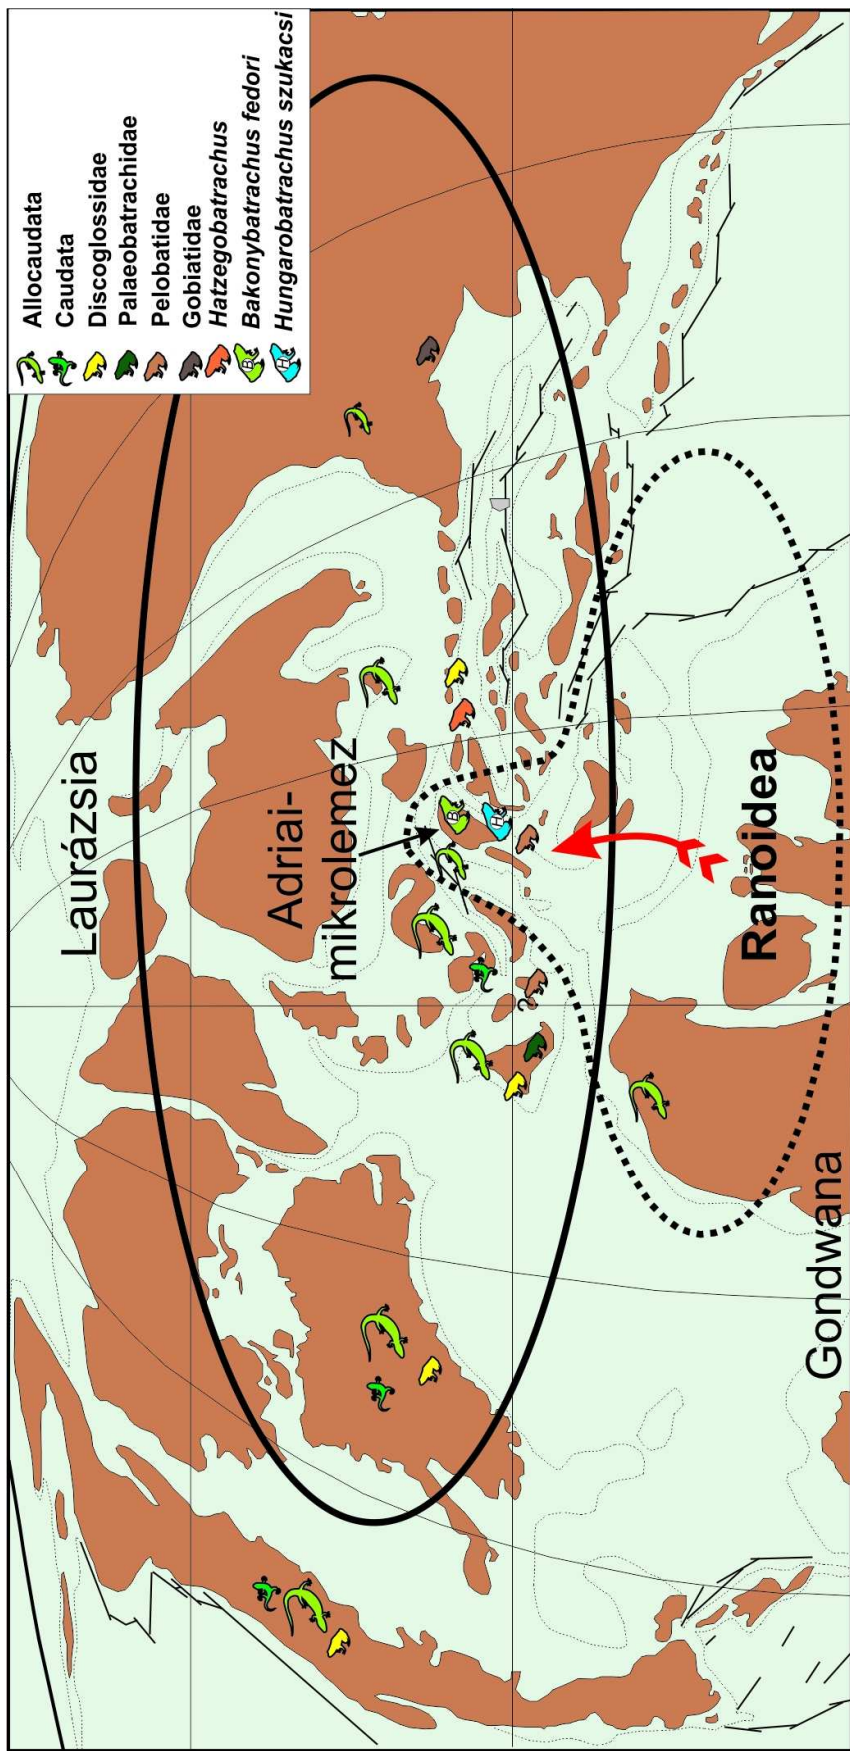 Allocaudata
Caudata
Discoglossidae
Palaeobatrachidae
Pelobatidae
Gobiatidae
Hatzegobatrachus
Bakonybatrachus fedori
Hungarobatrachus szukacsi
B
H
Laurázsia
Adriai-
mikrolemez
B
H
?
Ranoidea
Gondwana